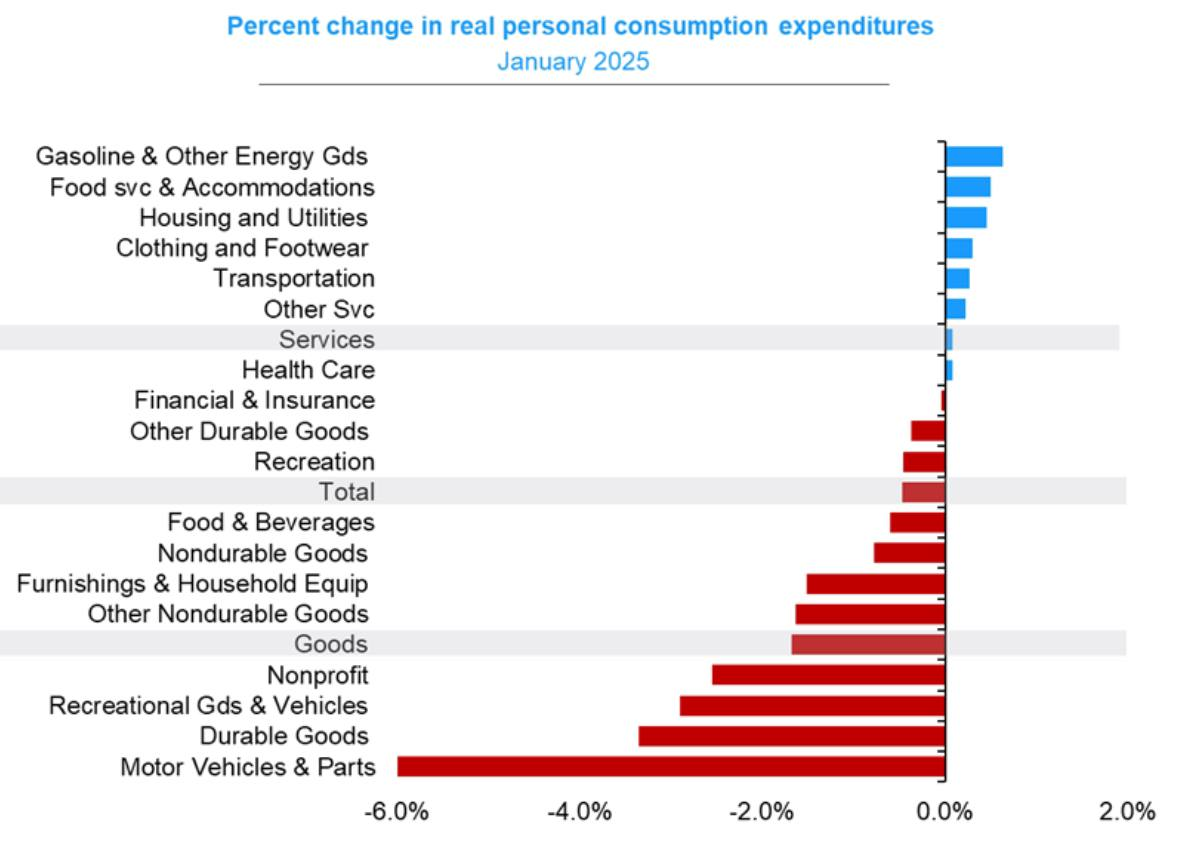 Percent change in real personal consumption expenditures
January 2025
Gasoline & Other Energy Gds
Food svc & Accommodations
Housing and Utilities
Clothing and Footwear
Transportation
Other Svc
Services
Health Care
Financial & Insurance
Other Durable Goods
Recreation
Total
Food & Beverages
Nondurable Goods
Furnishings & Household Equip
Other Nondurable Goods
Goods
Nonprofit
Recreational Gds & Vehicles
Durable Goods
Motor Vehicles & Parts
-6.0% -4.0% -2.0% 0.0% 2.0%